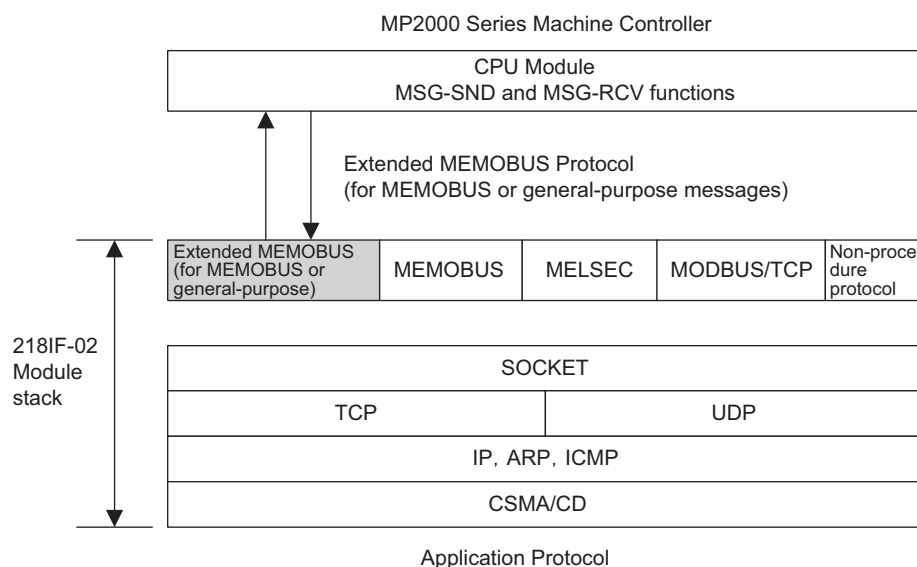 MP2000 Series Machine Controller
CPU Module
MSG-SND and MSG-RCV functions
Extended MEMOBUS Protocol
(for MEMOBUS or general-purpose messages)
Extended MEMOBUS
(for MEMOBUS or
general-purpose)
MEMOBUS
MELSEC
MODBUS/TCP
Non-proce
dure
protocol
218IF-02
Module
stack
SOCKET
TCP
UDP
IP, ARP, ICMP
CSMA/CD
Application Protocol